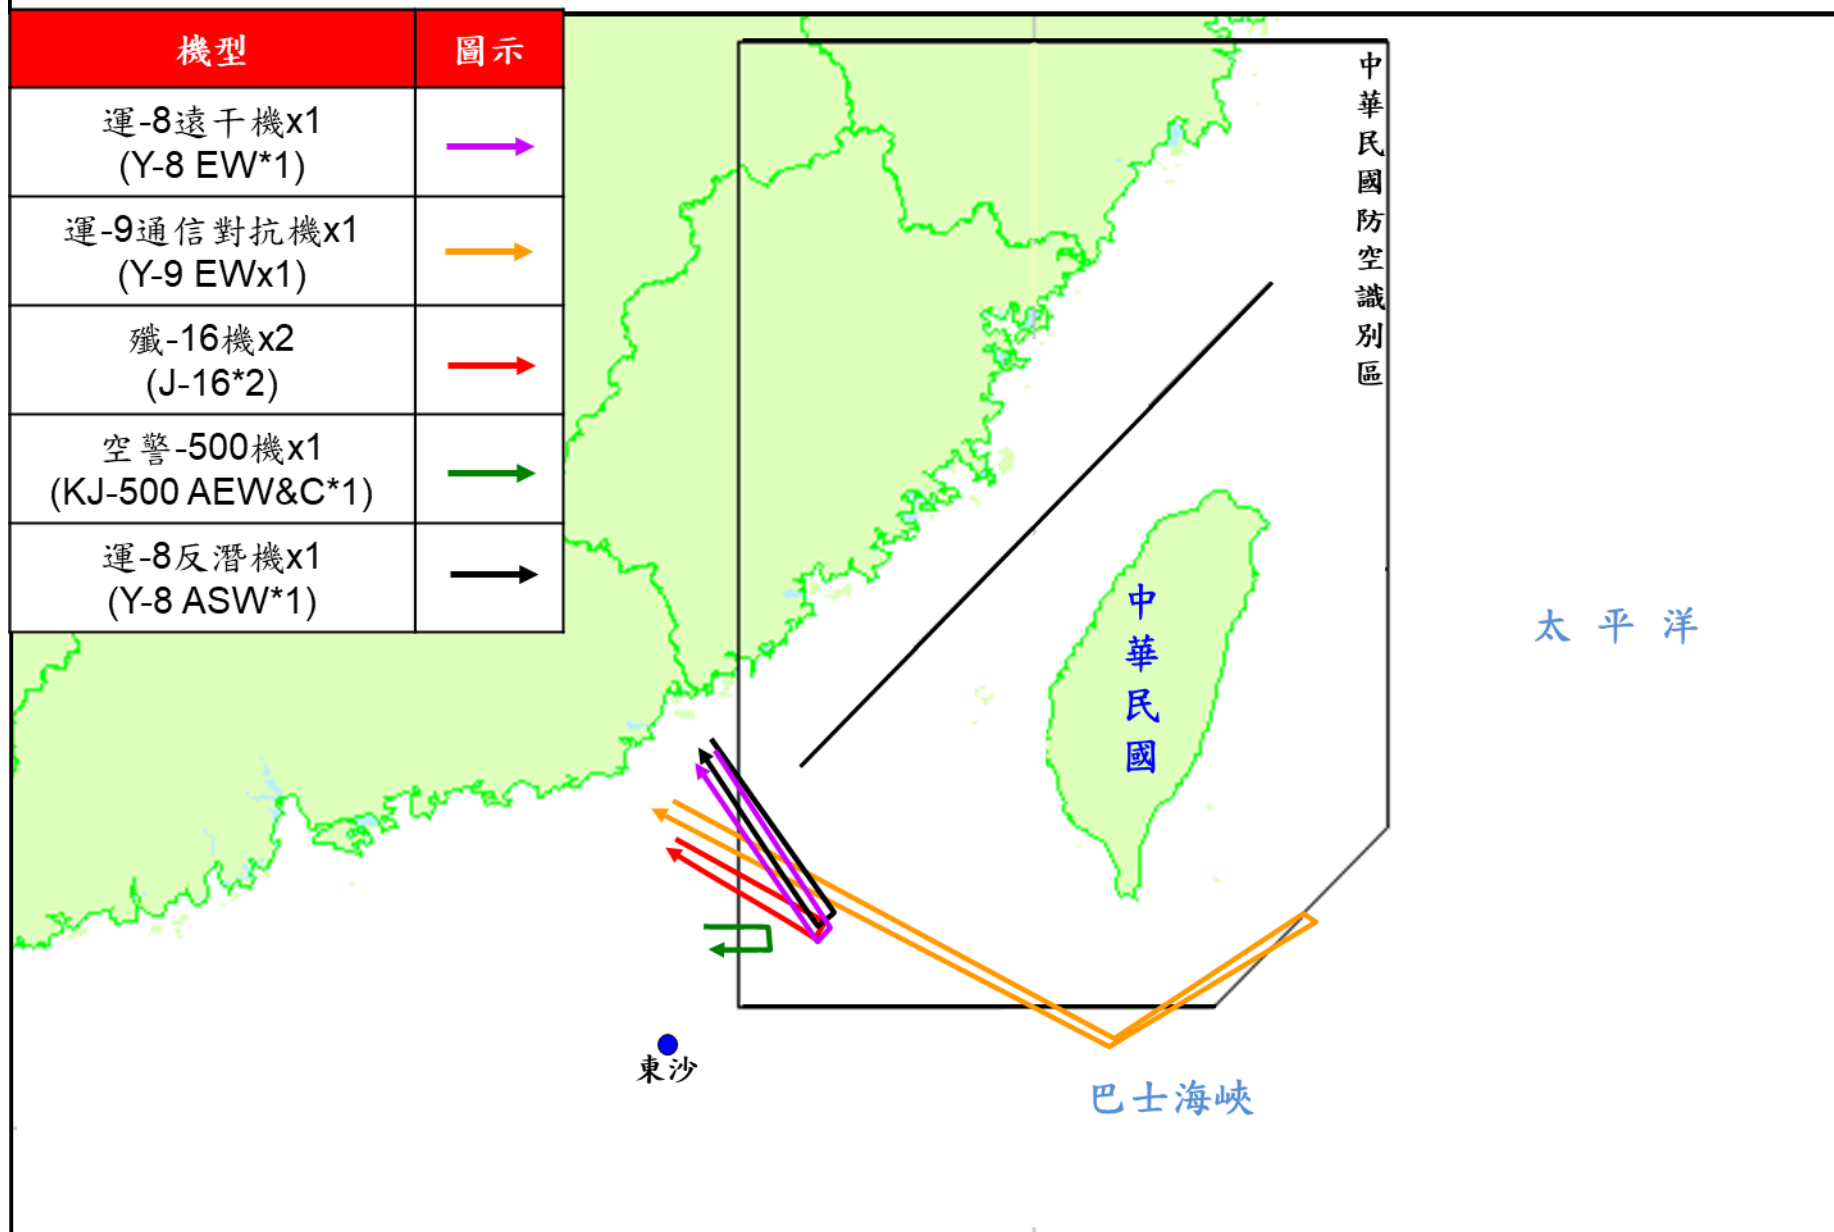 機型 圖示
運-8遠干機x1
(Y-8 EW*1)
運-9通信對抗機x1
(Y-9 EWx1)
殲-16機x2
(J-16*2)
空警-500機x1
(KJ-500 AEW&C*1)
運-8反潛機x1
(Y-8 ASW*1)
中華民國防空識別區
中華民國
太平洋
東沙
巴士海峽